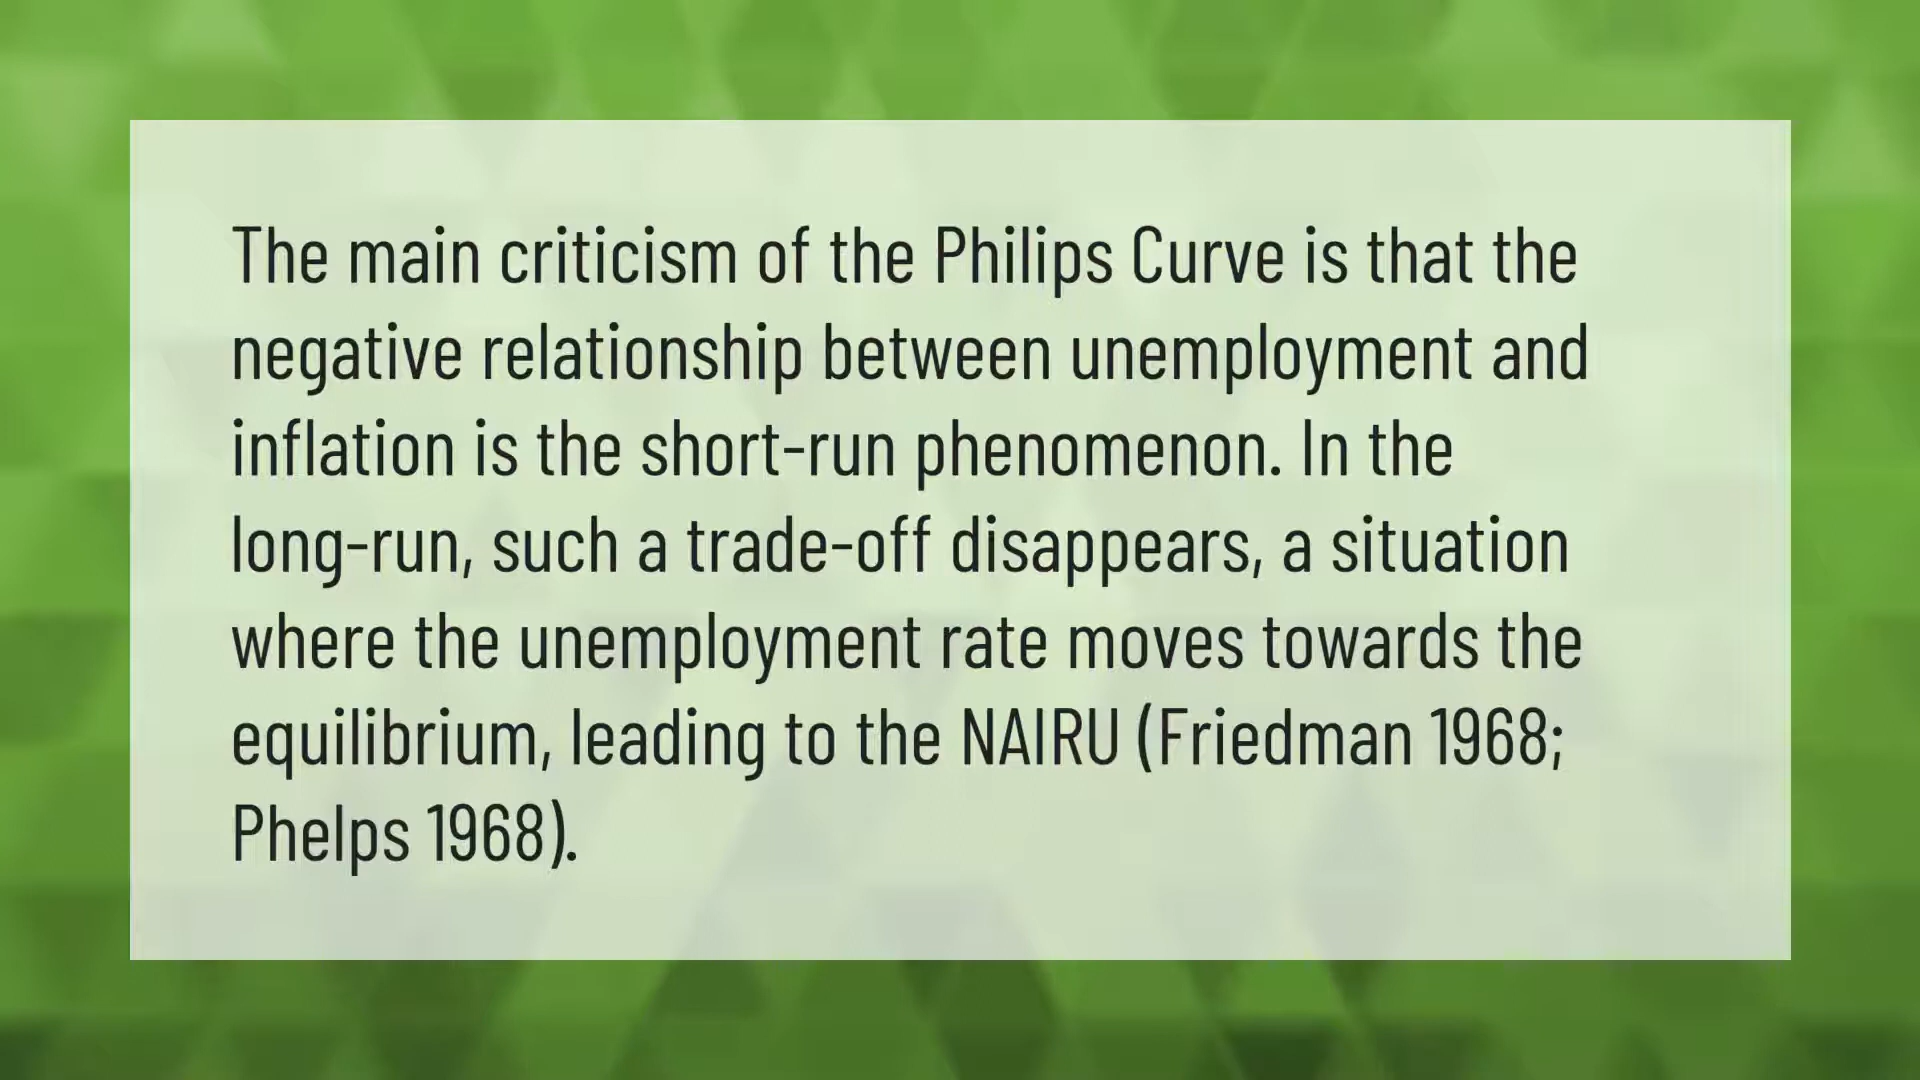 The main criticism of the Philips Curve is that the
negative relationship between unemployment and
inflation is the short-run phenomenon. In the
long-run, such a trade-off disappears, a situation
where the unemployment rate moves towards the
equilibrium, leading to the NAIRU (Friedman 1968;
Phelps 1968).